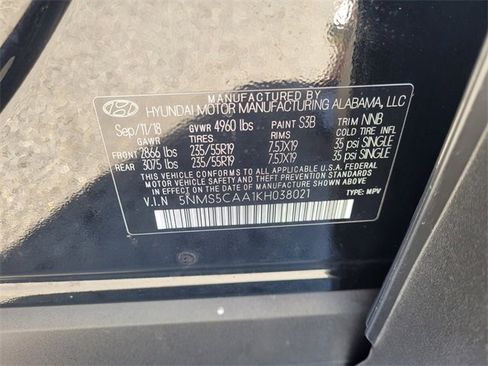 MANUFACTURED BY
HYUNDAI MOTOR MANUFACTURING ALABAMA, LLC
Sep/11/18 GVWR 4960 lbs PAINT S3B TRIM NNB
GAWR TIRES RIMS COLD TIRE INFL
FRONT 2866 lbs 235/55R19 7.5JX19 35 psi SINGLE
REAR 3075 lbs 235/55R19 7.5JX19 35 psi SINGLE
THIS VEHICLE CONFORMS TO ALL APPLICABLE U.S.A. FEDERAL
MOTOR VEHICLE SAFETY, BUMPER, AND THEFT PREVENTION
STANDARDS IN EFFECT ON THE DATE OF MANUFACTURE SHOWN ABOVE.
V.I.N 5NMS5CAA1KH038021 TYPE: MPV